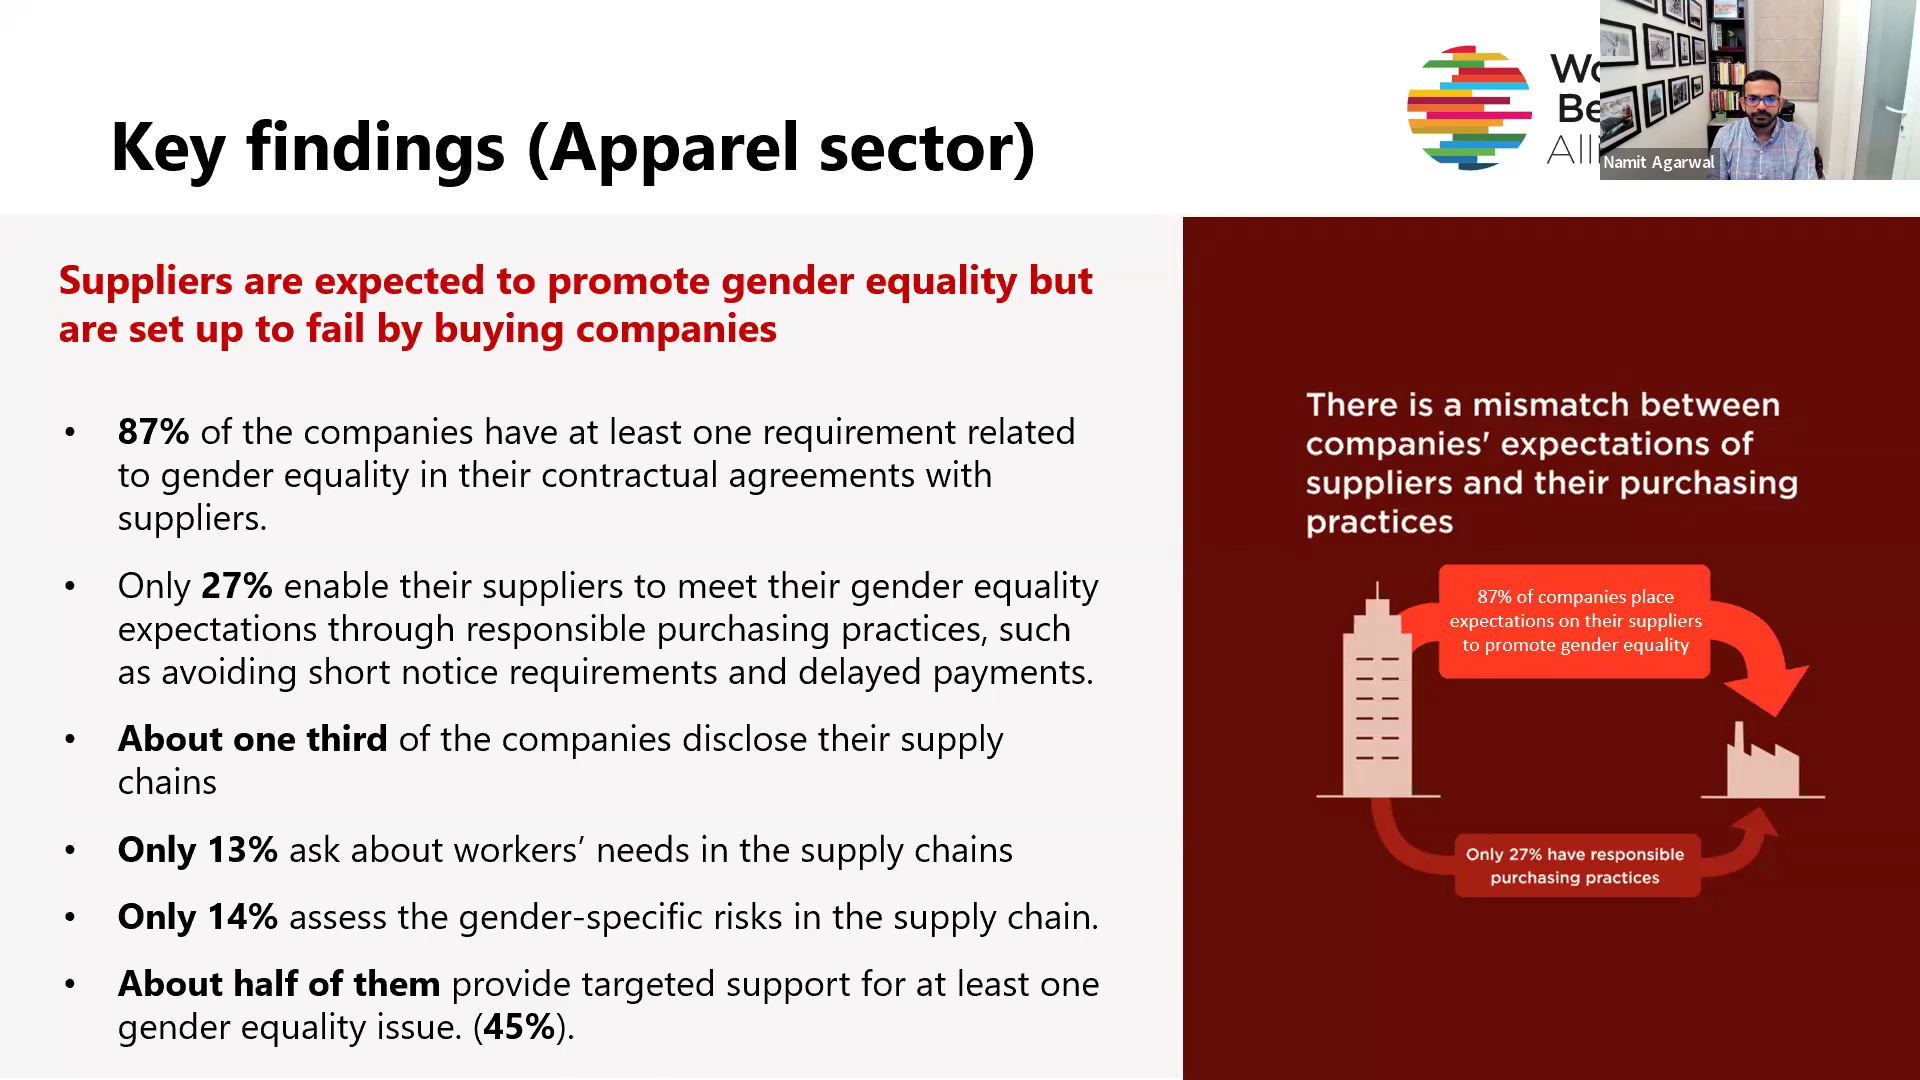 Key findings (Apparel sector)
Namit Agarwal
Suppliers are expected to promote gender equality but
are set up to fail by buying companies
• 87% of the companies have at least one requirement related
to gender equality in their contractual agreements with
suppliers.
• Only 27% enable their suppliers to meet their gender equality
expectations through responsible purchasing practices, such
as avoiding short notice requirements and delayed payments.
• About one third of the companies disclose their supply
chains
• Only 13% ask about workers’ needs in the supply chains
• Only 14% assess the gender-specific risks in the supply chain.
• About half of them provide targeted support for at least one
gender equality issue. (45%).
There is a mismatch between
companies' expectations of
suppliers and their purchasing
practices
87% of companies place
expectations on their suppliers
to promote gender equality
Only 27% have responsible
purchasing practices